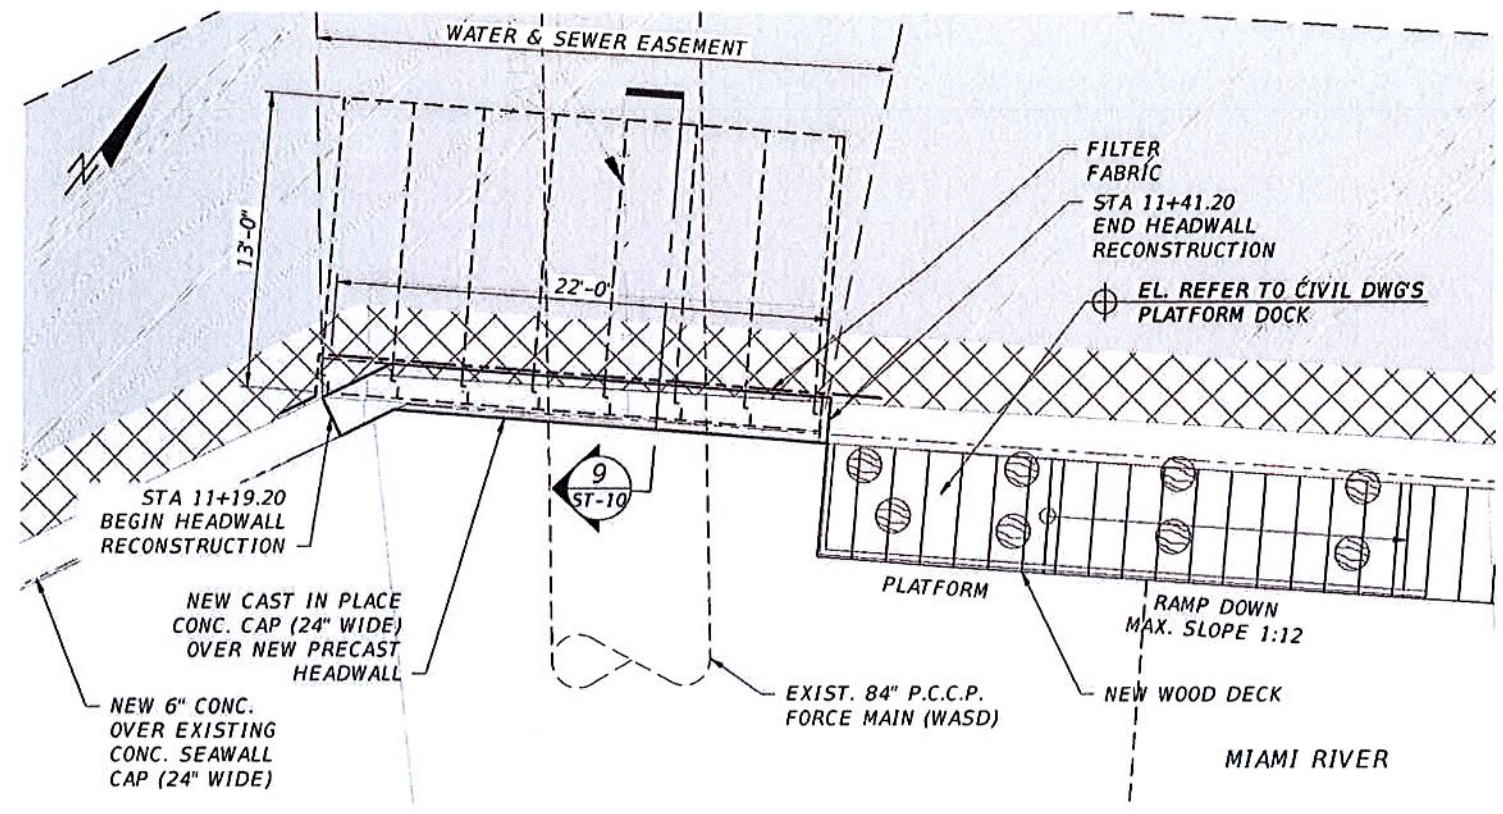 WATER & SEWER EASEMENT
N
13'-0"
22'-0"
FILTER
FABRIC
STA 11+41.20
END HEADWALL
RECONSTRUCTION
EL. REFER TO CIVIL DWG'S
PLATFORM DOCK
9
ST-10
STA 11+19.20
BEGIN HEADWALL
RECONSTRUCTION
NEW CAST IN PLACE
CONC. CAP (24" WIDE)
OVER NEW PRECAST
HEADWALL
NEW 6" CONC.
OVER EXISTING
CONC. SEAWALL
CAP (24" WIDE)
PLATFORM
RAMP DOWN
MAX. SLOPE 1:12
EXIST. 84" P.C.C.P.
FORCE MAIN (WASD)
NEW WOOD DECK
MIAMI RIVER